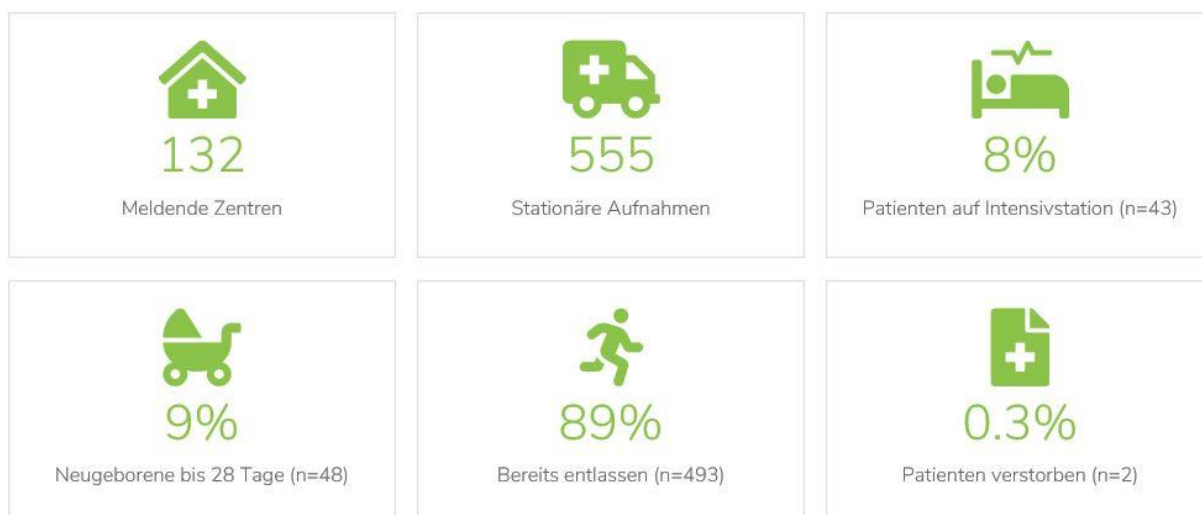 132
Meldende Zentren
555
Stationäre Aufnahmen
8%
Patienten auf Intensivstation (n=43)
9%
Neugeborene bis 28 Tage (n=48)
89%
Bereits entlassen (n=493)
0.3%
Patienten verstorben (n=2)